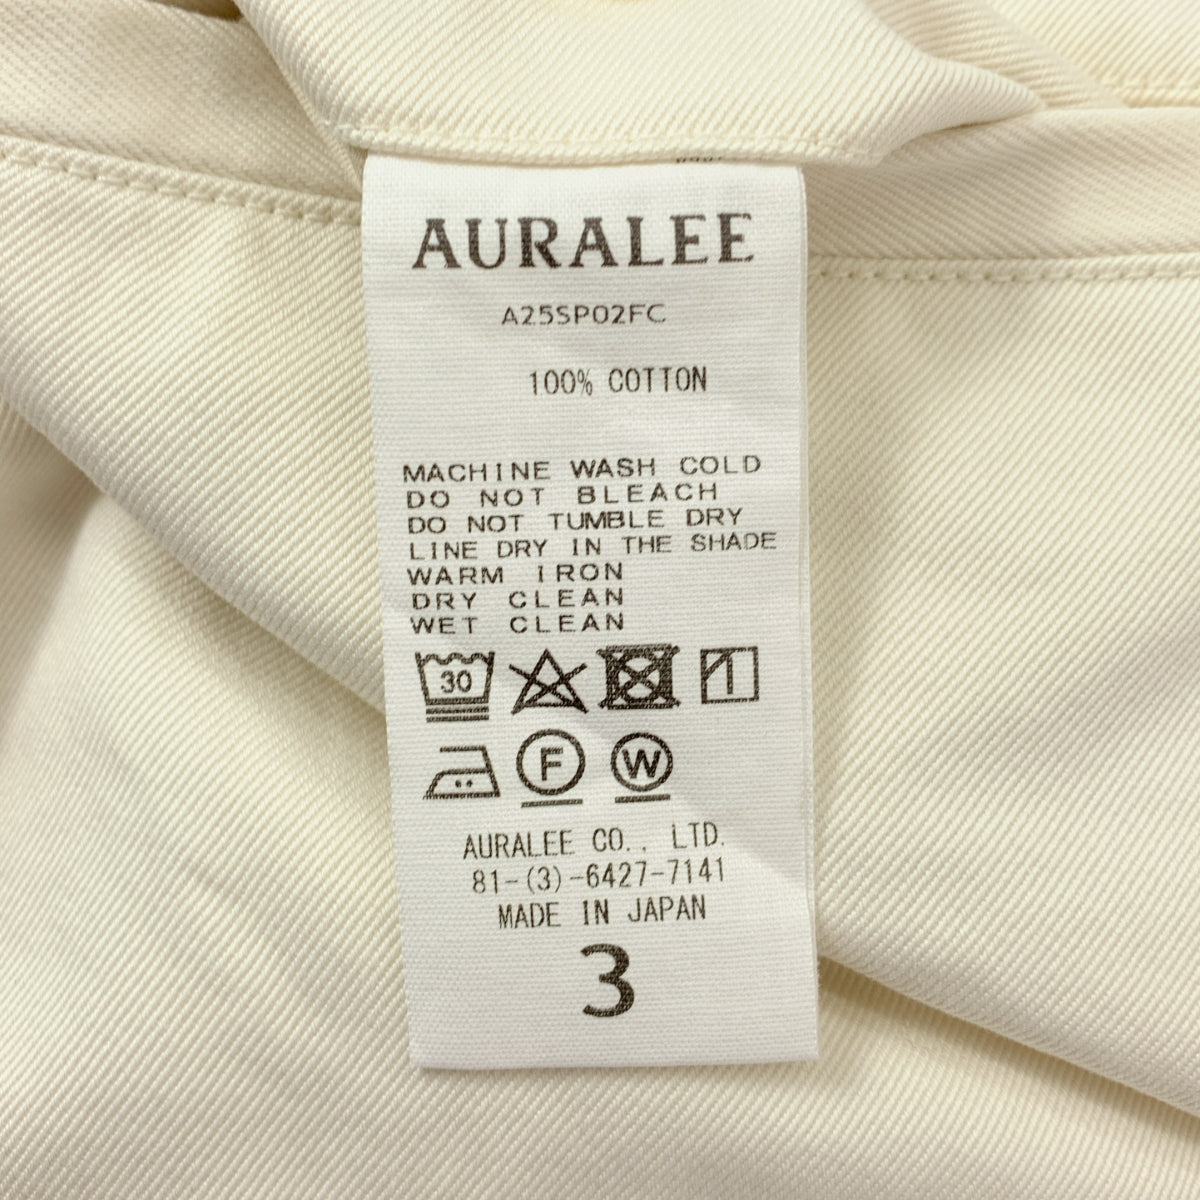 AURALEE
A25SP02FC
100% COTTON
MACHINE WASH COLD
DO NOT BLEACH
DO NOT TUMBLE DRY
LINE DRY IN THE SHADE
WARM IRON
DRY CLEAN
WET CLEAN
30
F W
AURALEE CO., LTD.
81-(3)-6427-7141
MADE IN JAPAN
3